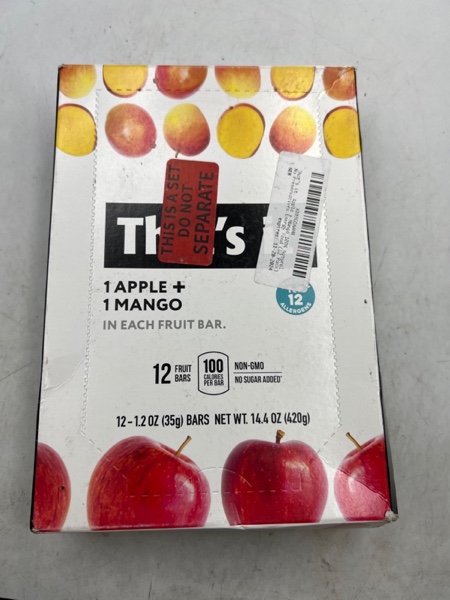 THIS IS A SET
DO NOT
SEPARATE
Th 's
1 APPLE +
1 MANGO
IN EACH FRUIT BAR.
12
ALLERGENS
12 FRUIT
BARS
100
CALORIES
PER BAR
NON-GMO
NO SUGAR ADDED
12 – 1.2 OZ (35g) BARS NET WT. 14.4 OZ (420g)